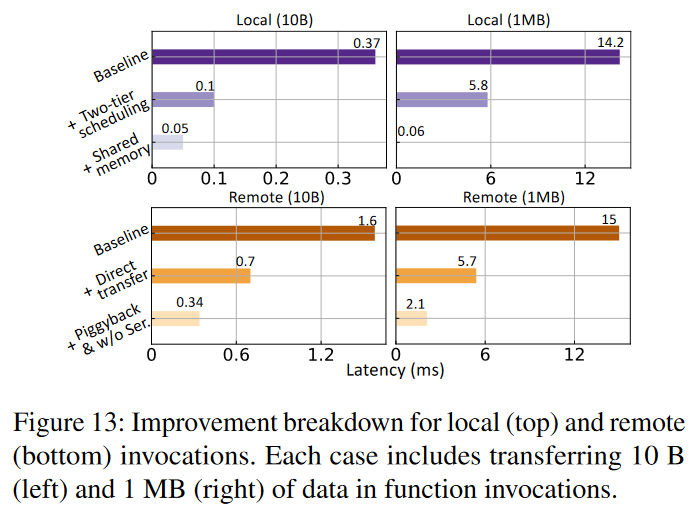 Local (10B)
Local (1MB)
Baseline
0.37
14.2
+ Two-tier
scheduling
0.1
5.8
+ Shared
memory
0.05
0.06
0 0.1 0.2 0.3
0 6 12
Remote (10B)
Remote (1MB)
Baseline
1.6
15
+ Direct
transfer
0.7
5.7
+ Piggyback
& w/o Ser.
0.34
2.1
0 0.6 1.2
0 6 12
Latency (ms)
Figure 13: Improvement breakdown for local (top) and remote
(bottom) invocations. Each case includes transferring 10 B
(left) and 1 MB (right) of data in function invocations.